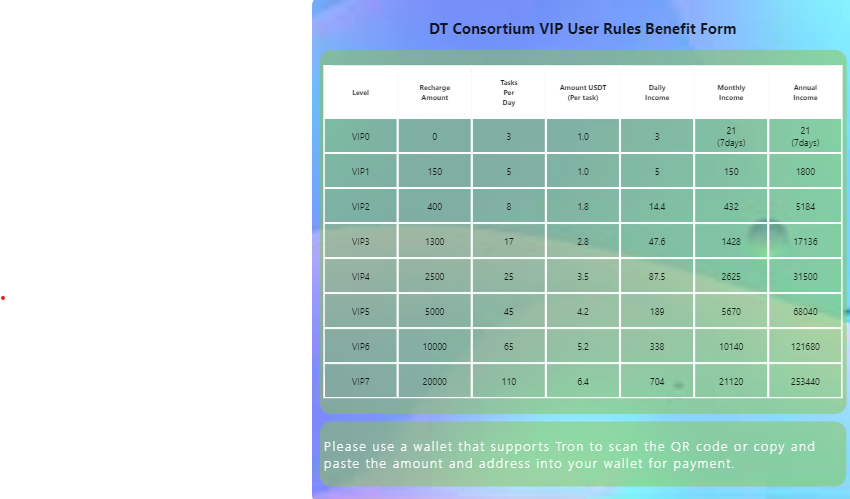 DT Consortium VIP User Rules Benefit Form
Level Recharge Amount Tasks Per Day Amount USDT (Per task) Daily Income Monthly Income Annual Income
VIP0 0 3 1.0 3 21 (7days) 21 (7days)
VIP1 150 5 1.0 5 150 1800
VIP2 400 8 1.8 14.4 432 5184
VIP3 1300 17 2.8 47.6 1428 17136
VIP4 2500 25 3.5 87.5 2625 31500
VIP5 5000 45 4.2 189 5670 68040
VIP6 10000 65 5.2 338 10140 121680
VIP7 20000 110 6.4 704 21120 253440
Please use a wallet that supports Tron to scan the QR code or copy and
paste the amount and address into your wallet for payment.